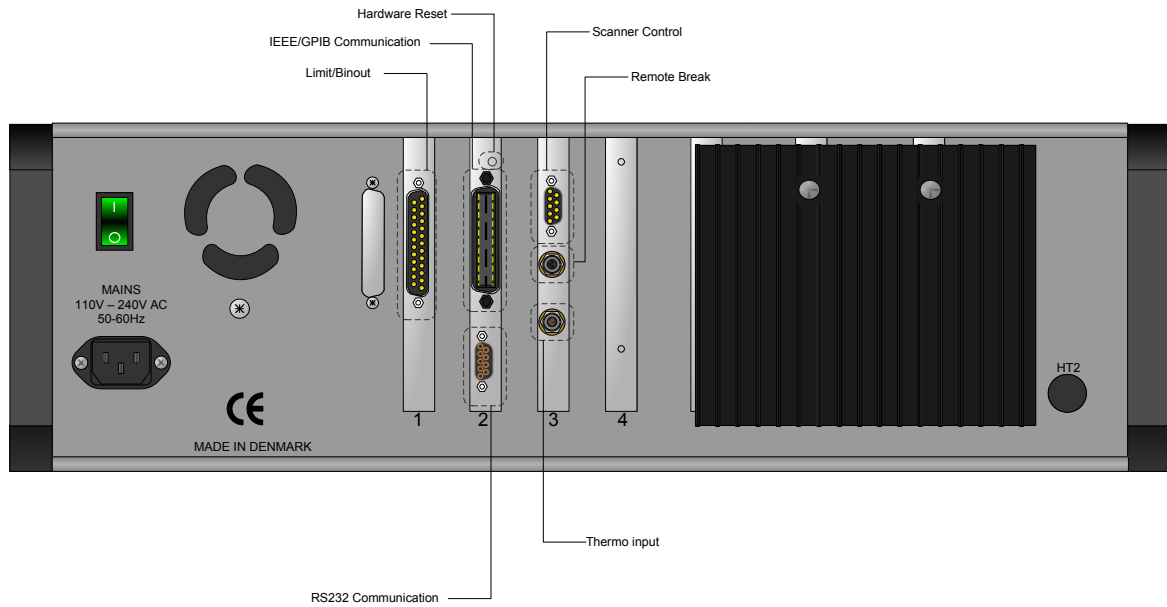 Hardware Reset
IEEE/GPIB Communication
Limit/Binout
Scanner Control
Remote Break
I
O
MAINS
110V – 240V AC
50-60Hz
CE
MADE IN DENMARK
1
2
3
4
HT2
Thermo input
RS232 Communication